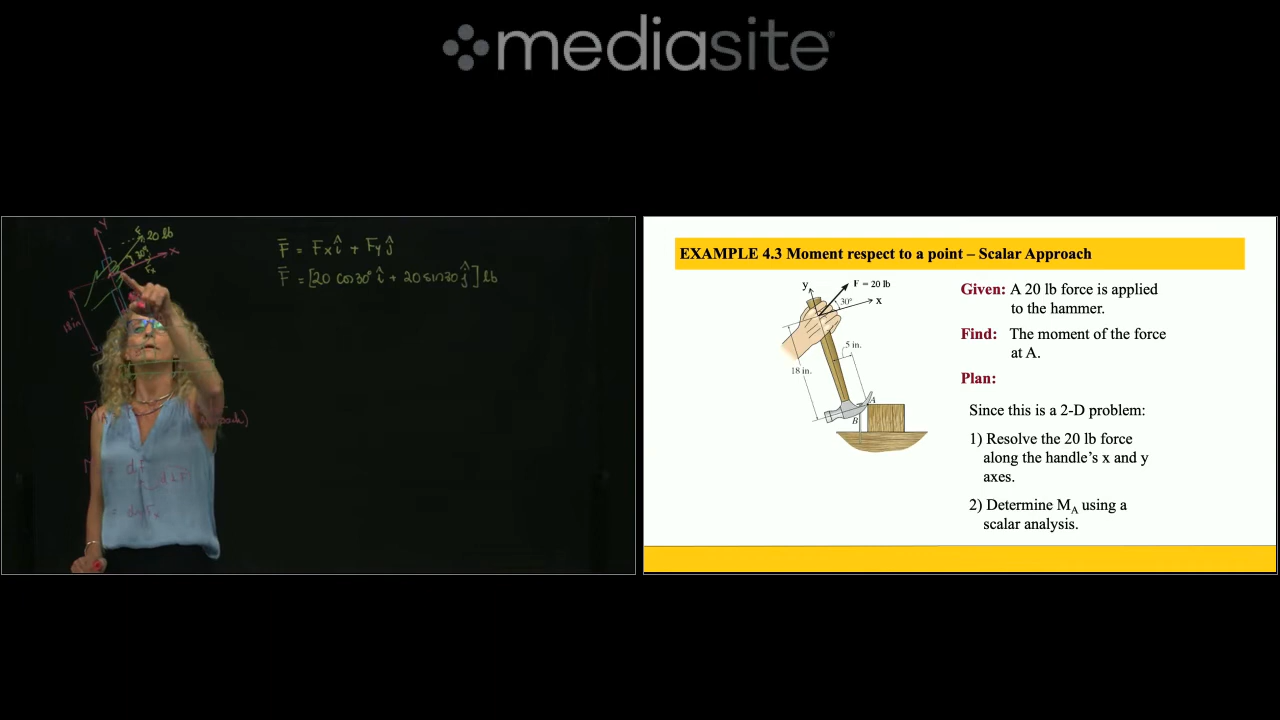 mediasite
Y
F
20 lb
30°
X
Fx
18 in
F̄ = Fx î + Fy ĵ
F̄ = [20 cos30° î + 20 sin30 ĵ] lb
= d₁Fx
EXAMPLE 4.3 Moment respect to a point – Scalar Approach
y
F = 20 lb
30°
x
5 in.
18 in.
A
B
Given: A 20 lb force is applied
to the hammer.
Find: The moment of the force
at A.
Plan:
Since this is a 2-D problem:
1) Resolve the 20 lb force
along the handle’s x and y
axes.
2) Determine MA using a
scalar analysis.